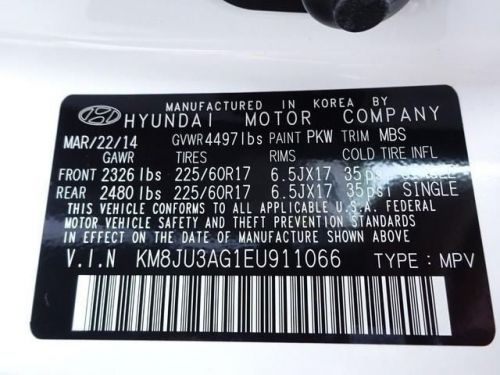 MANUFACTURED IN KOREA BY
HYUNDAI MOTOR COMPANY
MAR/22/14 GVWR 4497lbs PAINT PKW TRIM MBS
GAWR TIRES RIMS COLD TIRE INFL
FRONT 2326 lbs 225/60R17 6.5JX17 35psi SINGLE
REAR 2480 lbs 225/60R17 6.5JX17 35psi SINGLE
THIS VEHICLE CONFORMS TO ALL APPLICABLE U.S.A. FEDERAL
MOTOR VEHICLE SAFETY AND THEFT PREVENTION STANDARDS
IN EFFECT ON THE DATE OF MANUFACTURE SHOWN ABOVE
V.I.N KM8JU3AG1EU911066 TYPE : MPV